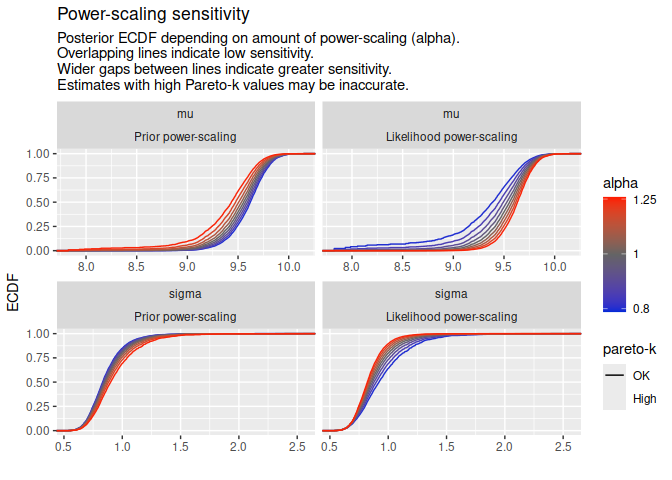 Power-scaling sensitivity
Posterior ECDF depending on amount of power-scaling (alpha).
Overlapping lines indicate low sensitivity.
Wider gaps between lines indicate greater sensitivity.
Estimates with high Pareto-k values may be inaccurate.
mu
Prior power-scaling
mu
Likelihood power-scaling
1.00
0.75
0.50
0.25
0.00
8.0 8.5 9.0 9.5 10.0
8.0 8.5 9.0 9.5 10.0
sigma
Prior power-scaling
sigma
Likelihood power-scaling
1.00
0.75
0.50
0.25
0.00
0.5 1.0 1.5 2.0 2.5
0.5 1.0 1.5 2.0 2.5
ECDF
alpha
1.25
1
0.8
pareto-k
OK
High